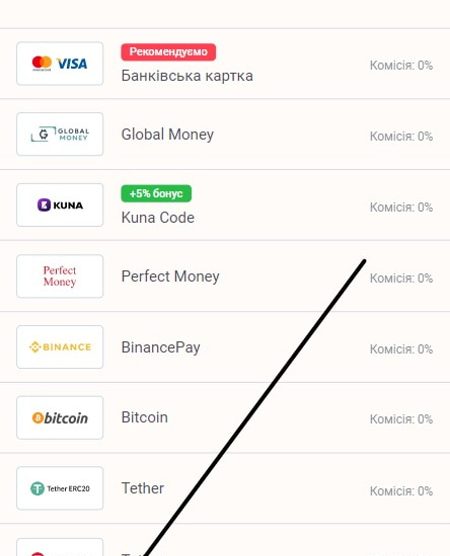 VISA
Рекомендуємо
Банківська картка
Комісія: 0%
GLOBAL
MONEY
Global Money
Комісія: 0%
KUNA
+5% бонус
Kuna Code
Комісія: 0%
Perfect
Money
Perfect Money
Комісія: 0%
BINANCE
BinancePay
Комісія: 0%
bitcoin
Bitcoin
Комісія: 0%
Tether ERC20
Tether
Комісія: 0%